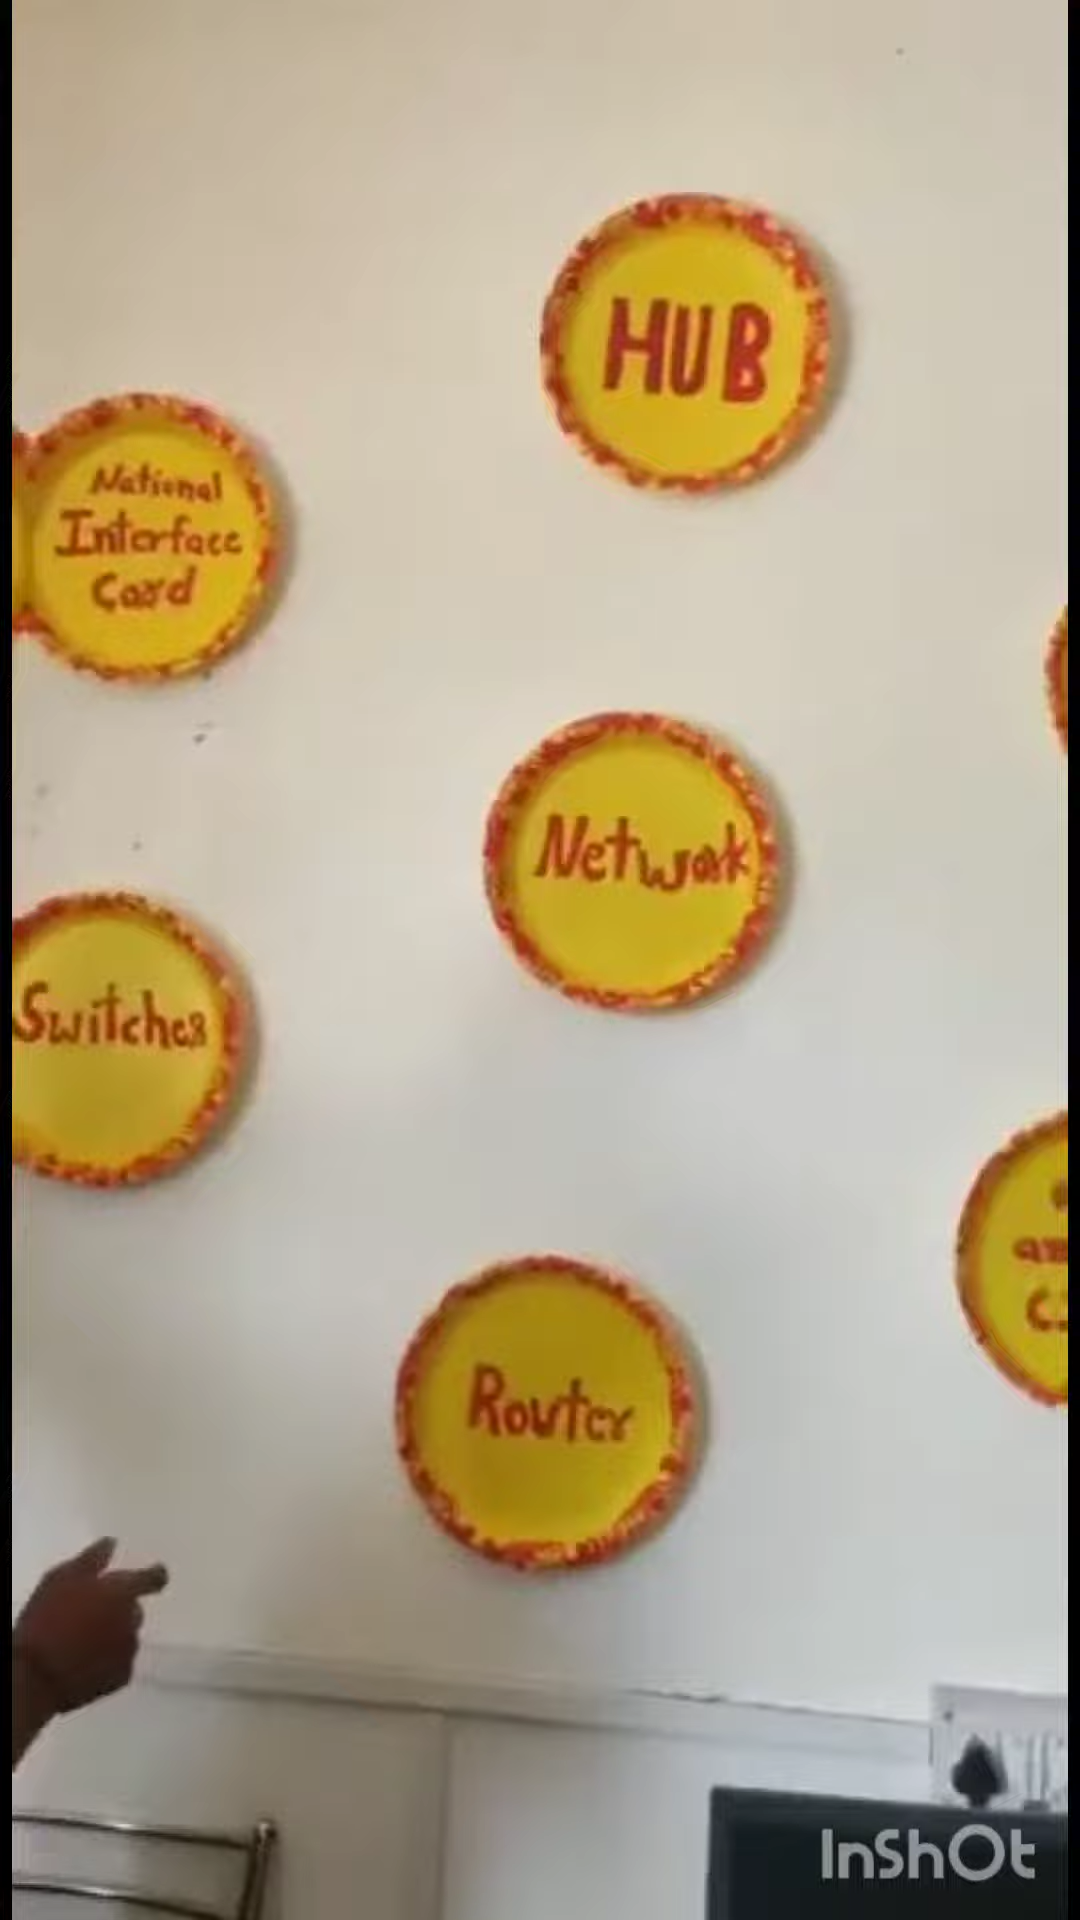 HUB
National
Interface
Card
Network
Switches
Router
InShOt